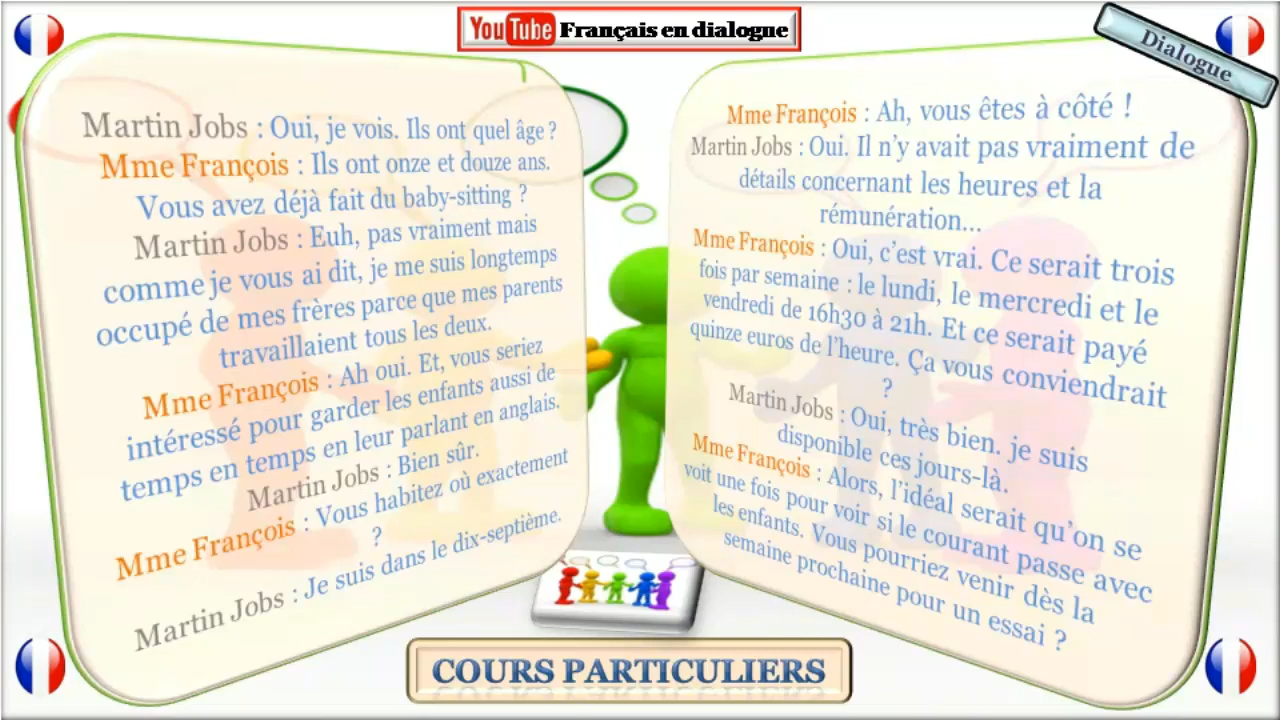 YouTube Français en dialogue
Dialogue
Martin Jobs : Oui, je vois. Ils ont quel âge ?
Mme François : Ils ont onze et douze ans.
Vous avez déjà fait du baby-sitting ?
Martin Jobs : Euh, pas vraiment mais
comme je vous ai dit, je me suis longtemps
occupé de mes frères parce que mes parents
travaillaient tous les deux.
Mme François : Ah oui. Et, vous seriez
intéressé pour garder les enfants aussi de
temps en temps en leur parlant en anglais.
Martin Jobs : Bien sûr.
Mme François : Vous habitez où exactement
?
Martin Jobs : Je suis dans le dix-septième.
Mme François : Ah, vous êtes à côté !
Martin Jobs : Oui. Il n’y avait pas vraiment de
détails concernant les heures et la
rémunération…
Mme François : Oui, c’est vrai. Ce serait trois
fois par semaine : le lundi, le mercredi et le
vendredi de 16h30 à 21h. Et ce serait payé
quinze euros de l’heure. Ça vous conviendrait
?
Martin Jobs : Oui, très bien. je suis
disponible ces jours-là.
Mme François : Alors, l’idéal serait qu’on se
voit une fois pour voir si le courant passe avec
les enfants. Vous pourriez venir dès la
semaine prochaine pour un essai ?
COURS PARTICULIERS